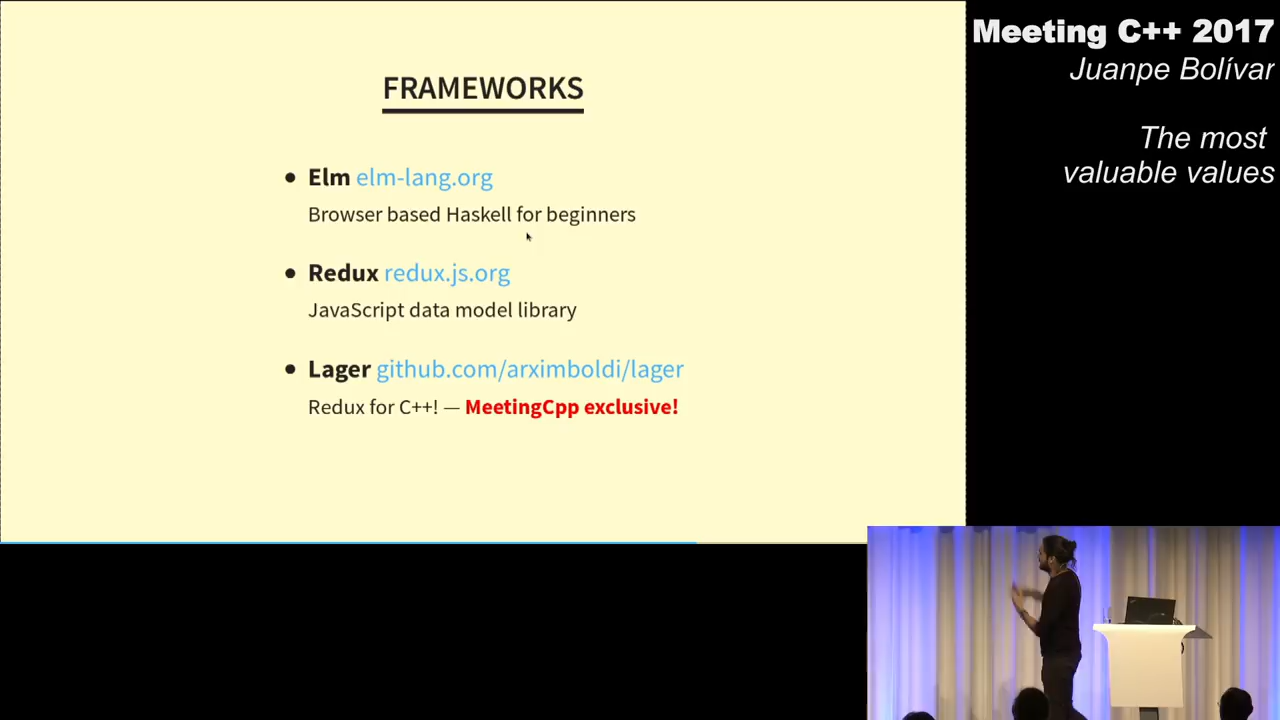 FRAMEWORKS
Elm elm-lang.org
Browser based Haskell for beginners
Redux redux.js.org
JavaScript data model library
Lager github.com/arximboldi/lager
Redux for C++! — MeetingCpp exclusive!
Meeting C++ 2017
Juanpe Bolívar
The most
valuable values